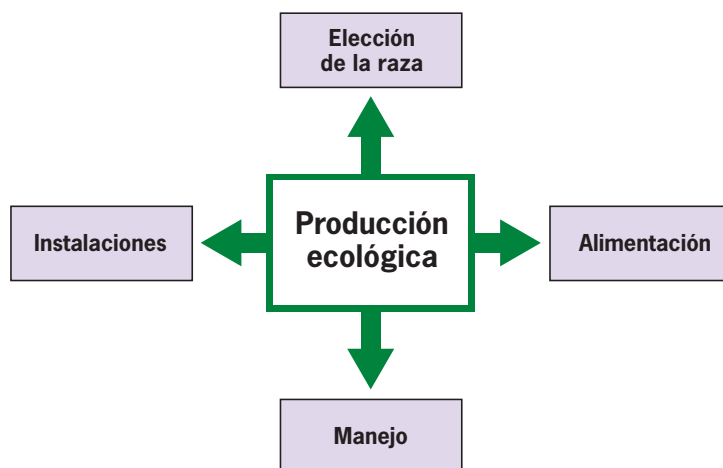 Elección
de la raza
Instalaciones
Producción
ecológica
Alimentación
Manejo